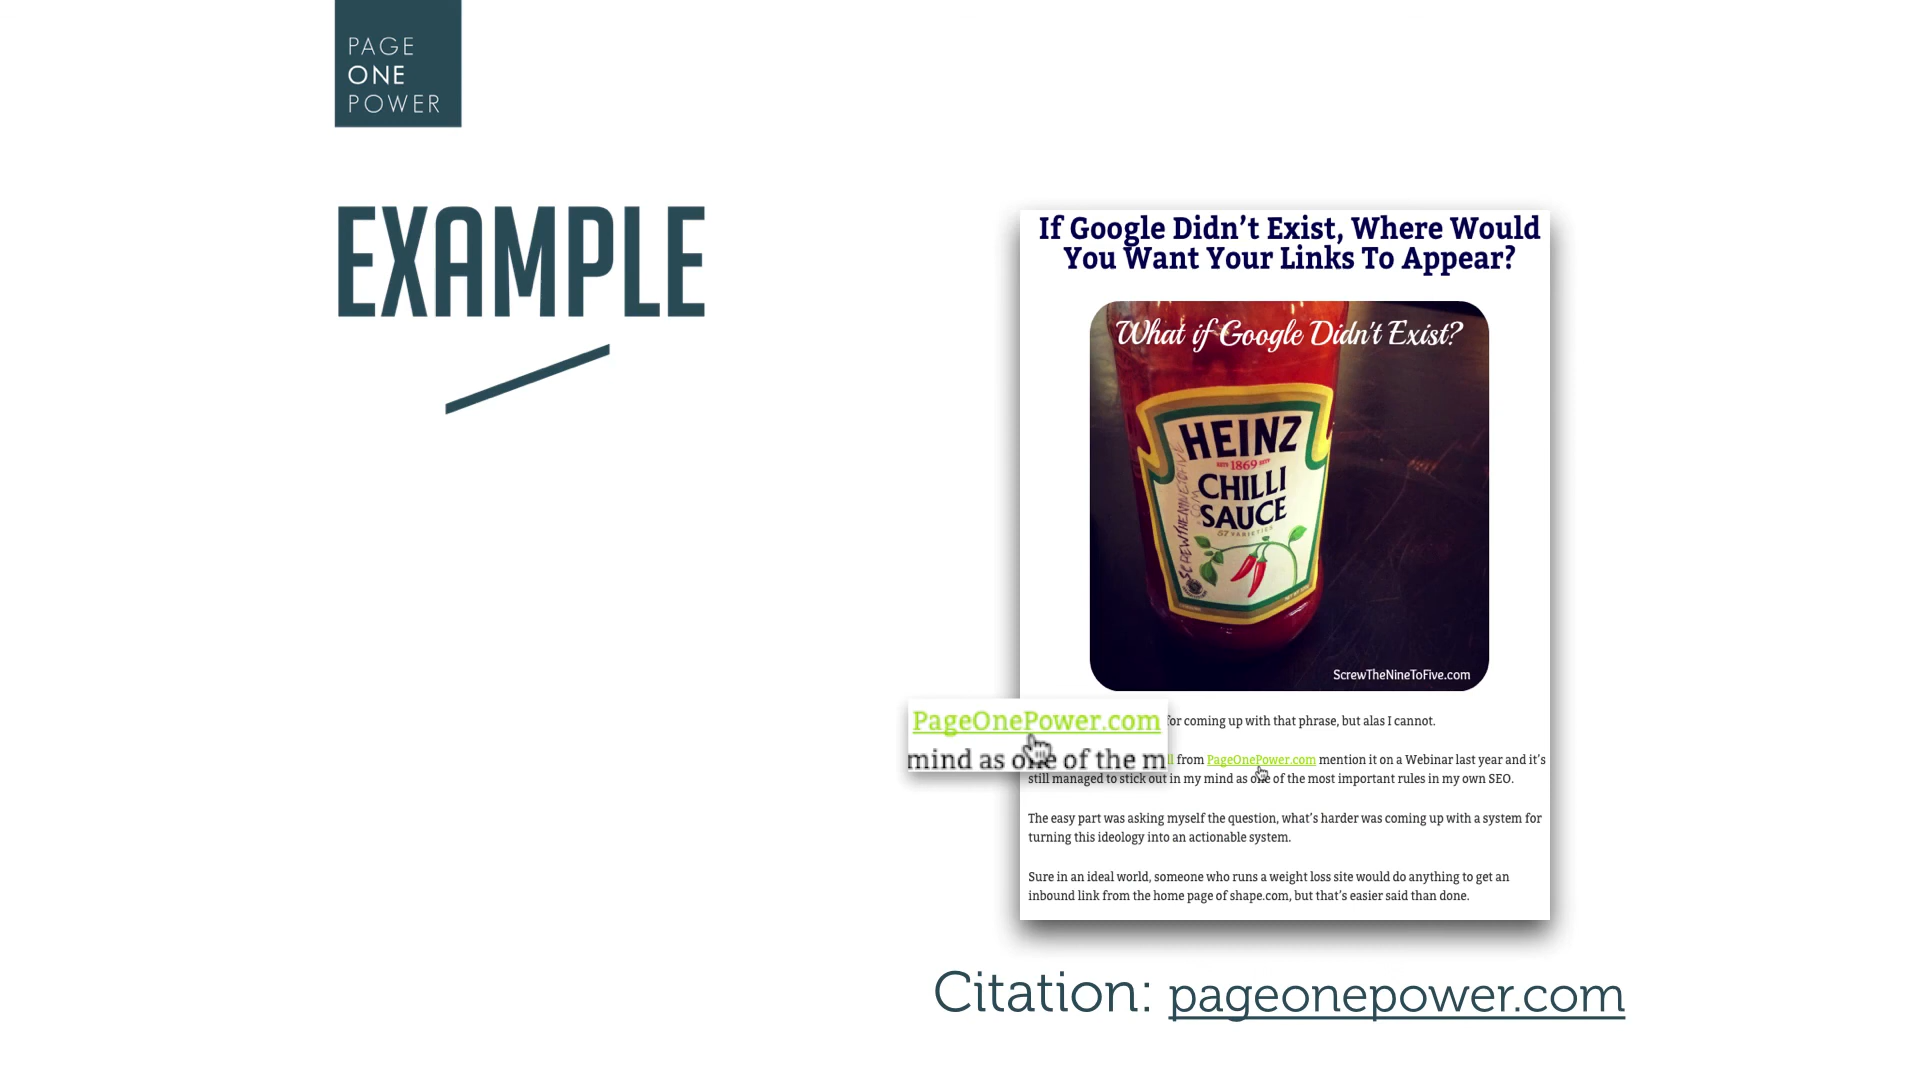 PAGE
ONE
POWER
EXAMPLE
If Google Didn't Exist, Where Would
You Want Your Links To Appear?
What if Google Didn't Exist?
HEINZ
ESTD 1869 ESTD
CHILLI
SAUCE
57 VARIETIES
SCREWTHENINETOFIVE
.COM
ScrewTheNineToFive.com
PageOnePower.com
mind as one of the m
for coming up with that phrase, but alas I cannot.
from PageOnePower.com mention it on a Webinar last year and it's
still managed to stick out in my mind as one of the most important rules in my own SEO.
The easy part was asking myself the question, what's harder was coming up with a system for
turning this ideology into an actionable system.
Sure in an ideal world, someone who runs a weight loss site would do anything to get an
inbound link from the home page of shape.com, but that's easier said than done.
Citation: pageonepower.com